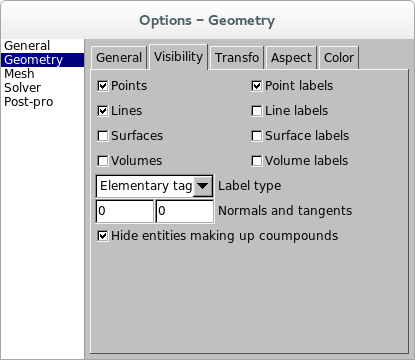 Options – Geometry
General
Geometry
Mesh
Solver
Post-pro
General Visibility Transfo Aspect Color
Points Point labels
Lines Line labels
Surfaces Surface labels
Volumes Volume labels
Elementary tag Label type
0 0 Normals and tangents
Hide entities making up coumpounds